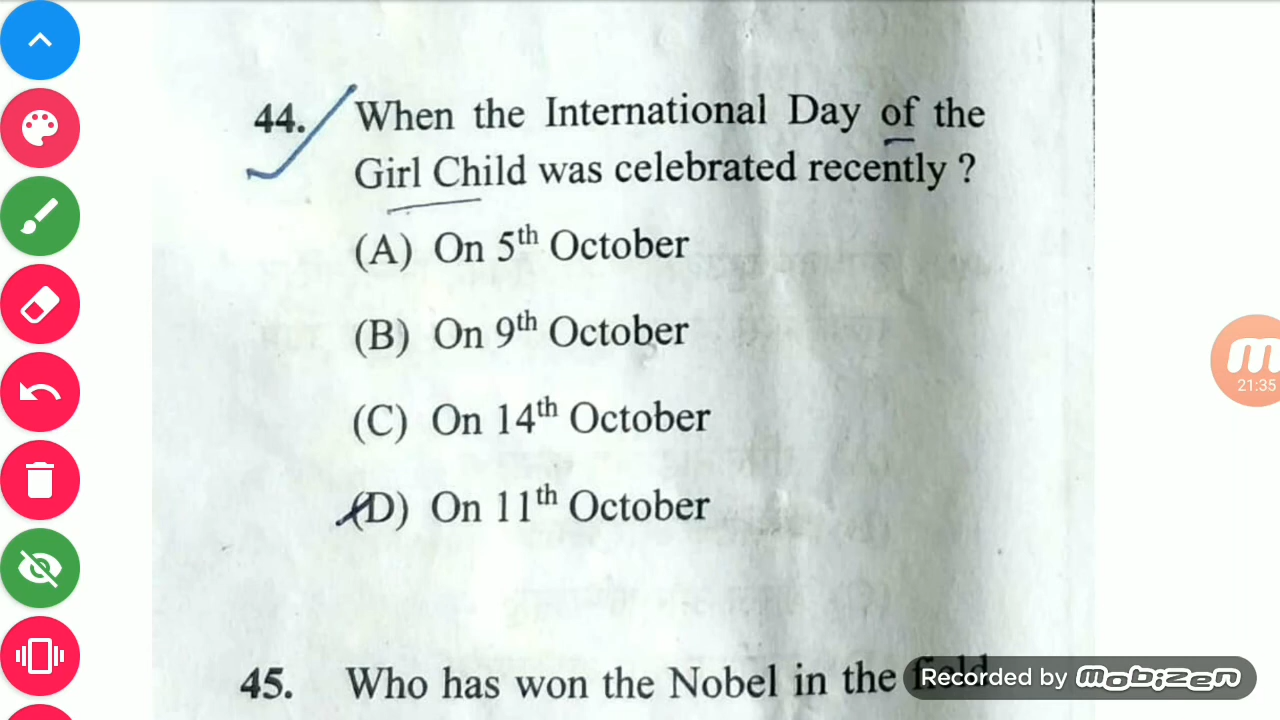 44. When the International Day of the
Girl Child was celebrated recently ?
(A) On 5th October
(B) On 9th October
(C) On 14th October
(D) On 11th October
21:35
45. Who has won the Nobel in the field
Recorded by mobizen